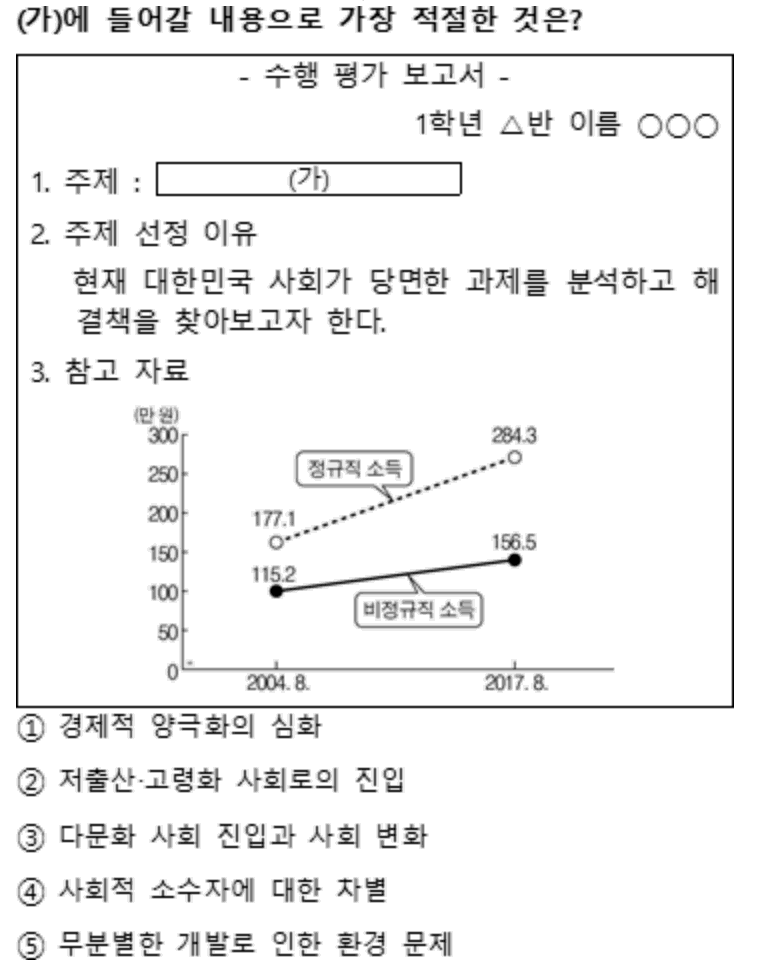 (가)에 들어갈 내용으로 가장 적절한 것은?
- 수행 평가 보고서 -
1학년 △반 이름 ○○○
1. 주제 : (가)
2. 주제 선정 이유
현재 대한민국 사회가 당면한 과제를 분석하고 해
결책을 찾아보고자 한다.
3. 참고 자료
(만 원)
300
250
200
150
100
50
0
177.1
284.3
정규직 소득
115.2
156.5
비정규직 소득
2004. 8.
2017. 8.
① 경제적 양극화의 심화
② 저출산·고령화 사회로의 진입
③ 다문화 사회 진입과 사회 변화
④ 사회적 소수자에 대한 차별
⑤ 무분별한 개발로 인한 환경 문제